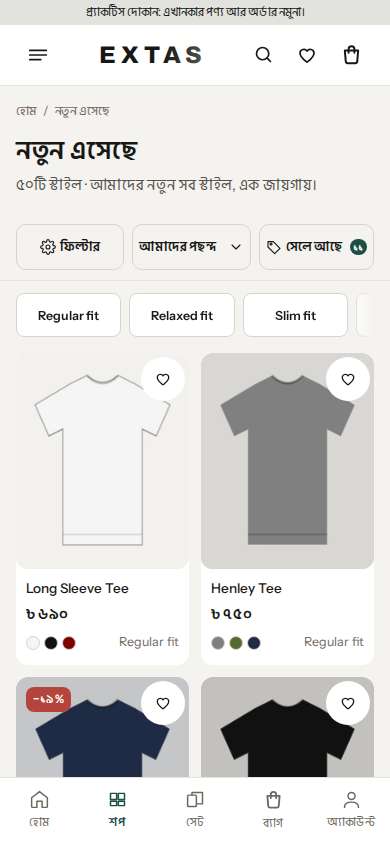 প্র্যাকটিস দোকান: এখানকার পণ্য আর অর্ডার নমুনা।
EXTAS
হোম / নতুন এসেছে
নতুন এসেছে
৫০টি স্টাইল · আমাদের নতুন সব স্টাইল, এক জায়গায়।
ফিল্টার
আমাদের পছন্দ
সেলে আছে ৬৬
Regular fit
Relaxed fit
Slim fit
Long Sleeve Tee
৳৬৯০
Regular fit
Henley Tee
৳৭৫০
Regular fit
−১৯%
হোম
শপ
সেট
ব্যাগ
অ্যাকাউন্ট